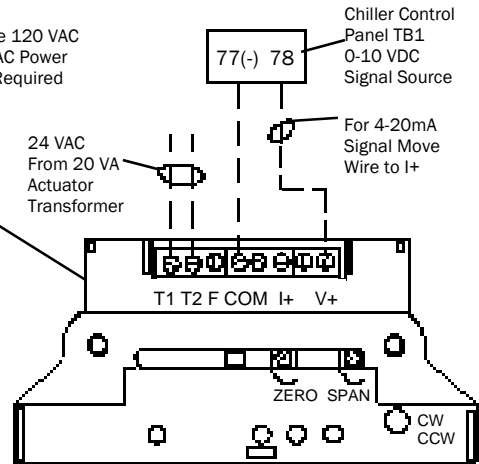 e 120 VAC
AC Power
Required
77(-) 78
Chiller Control
Panel TB1
0-10 VDC
Signal Source
24 VAC
From 20 VA
Actuator
Transformer
For 4-20mA
Signal Move
Wire to I+
T1 T2 F COM I+ V+
ZERO SPAN
CW
CCW